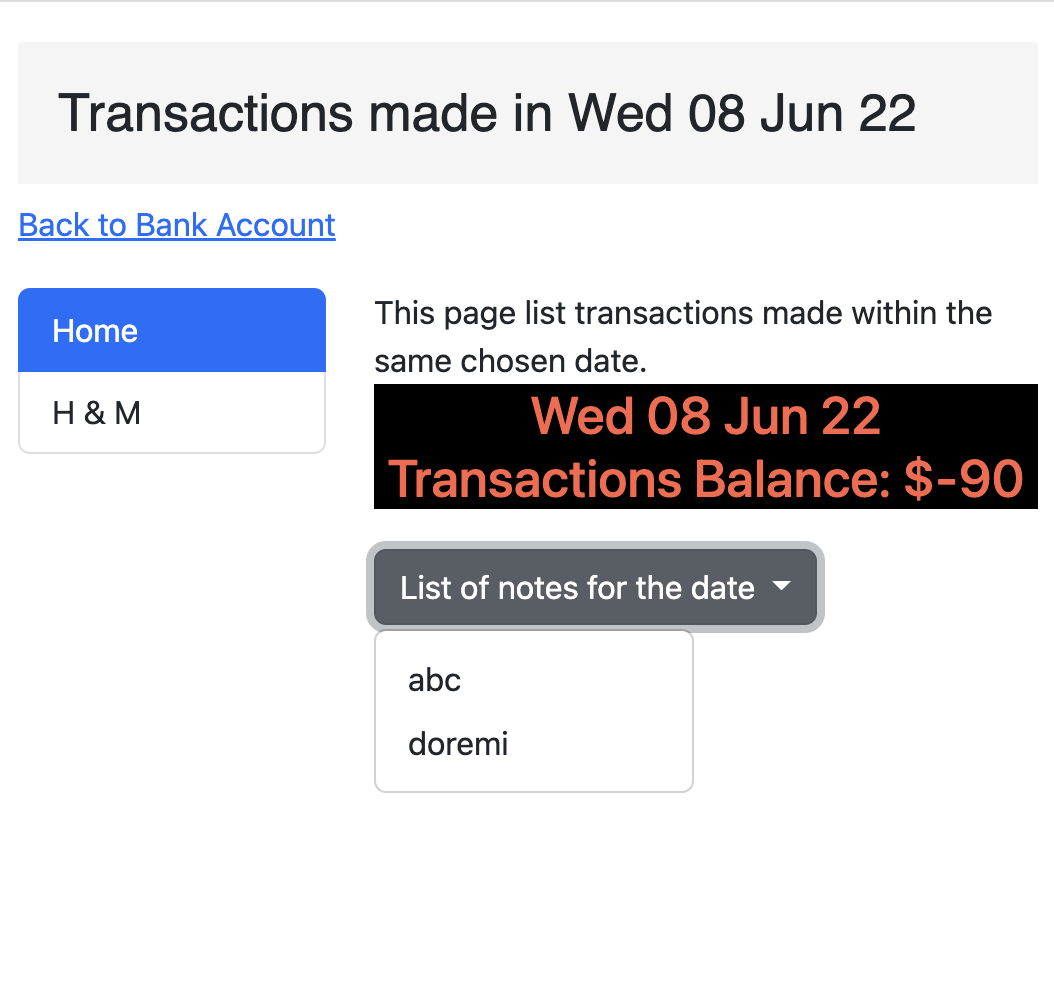 Transactions made in Wed 08 Jun 22
Back to Bank Account
Home
H & M
This page list transactions made within the
same chosen date.
Wed 08 Jun 22
Transactions Balance: $-90
List of notes for the date
abc
doremi